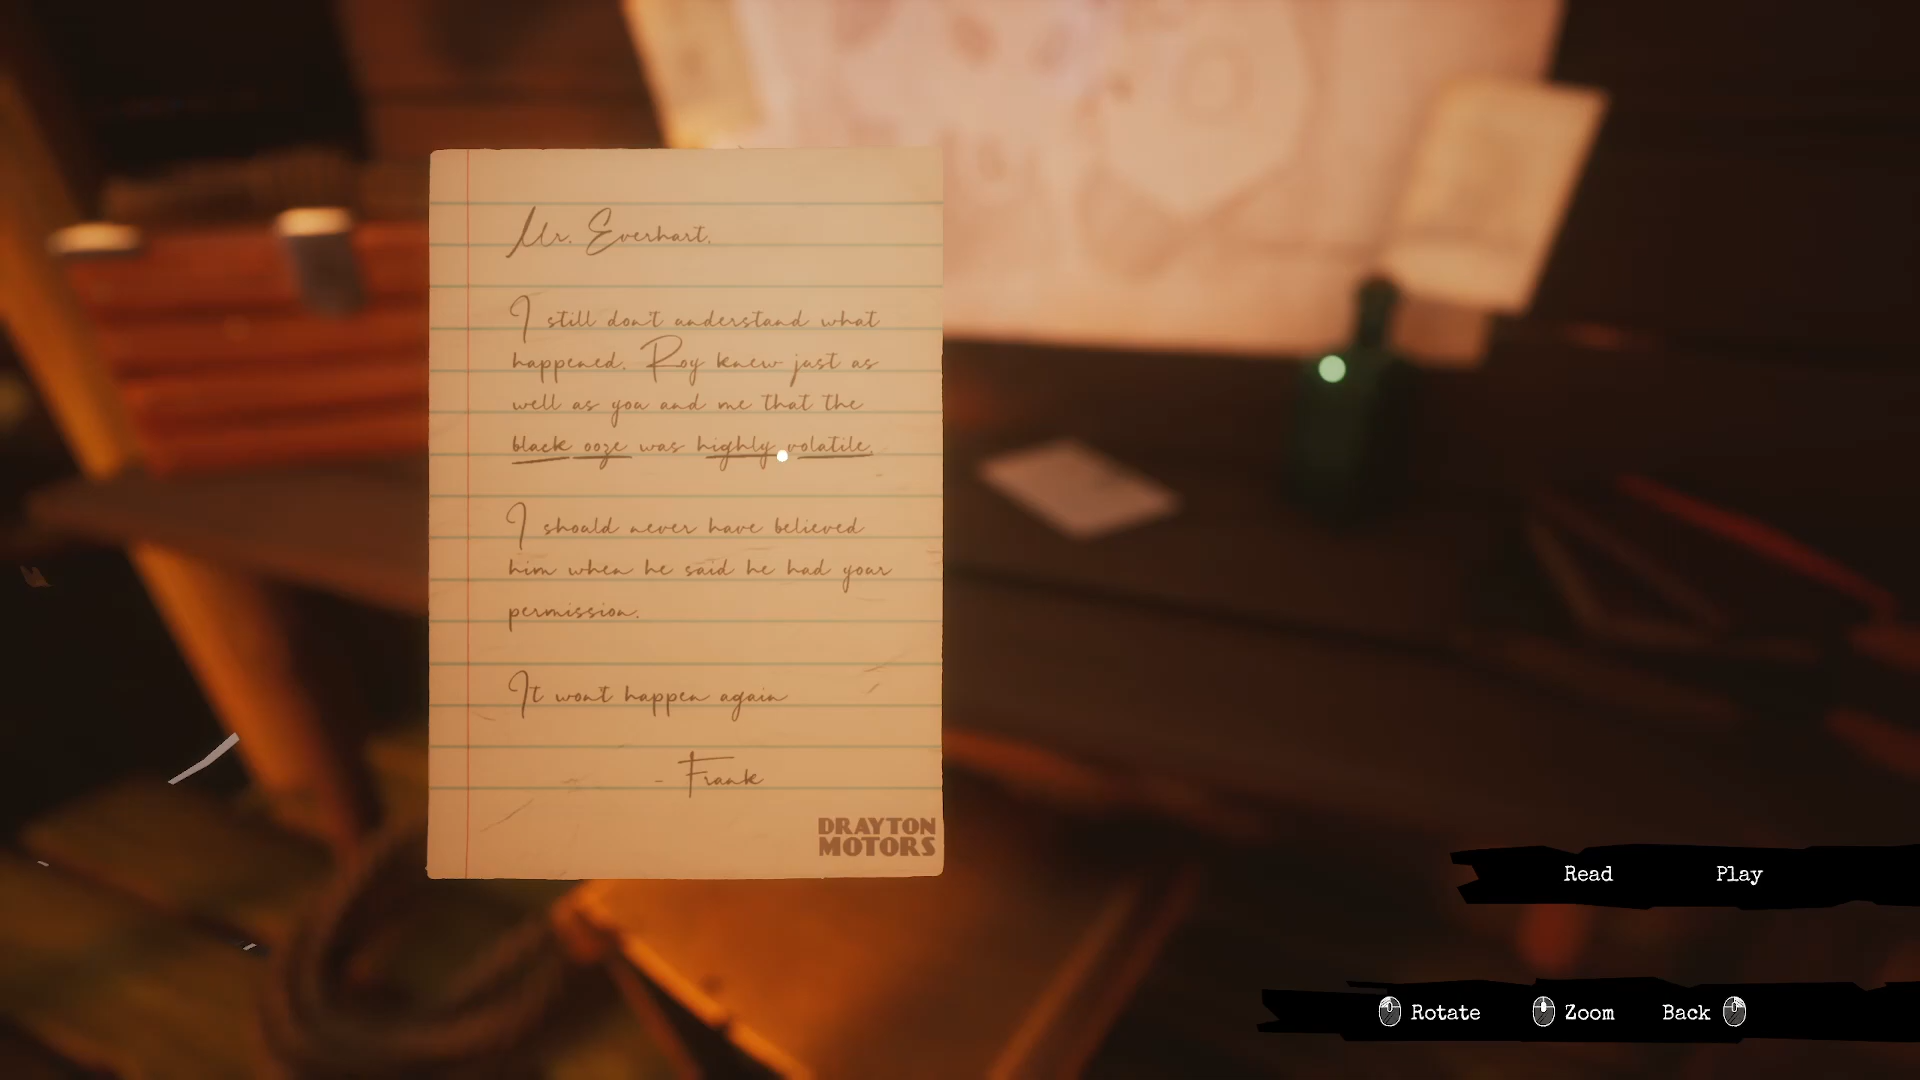 Mr. Everhart,
I still don't understand what
happened. Roy knew just as
well as you and me that the
black ooze was highly volatile.
I should never have believed
him when he said he had your
permission.
It won't happen again
- Frank
DRAYTON
MOTORS
Read Play
Rotate Zoom Back